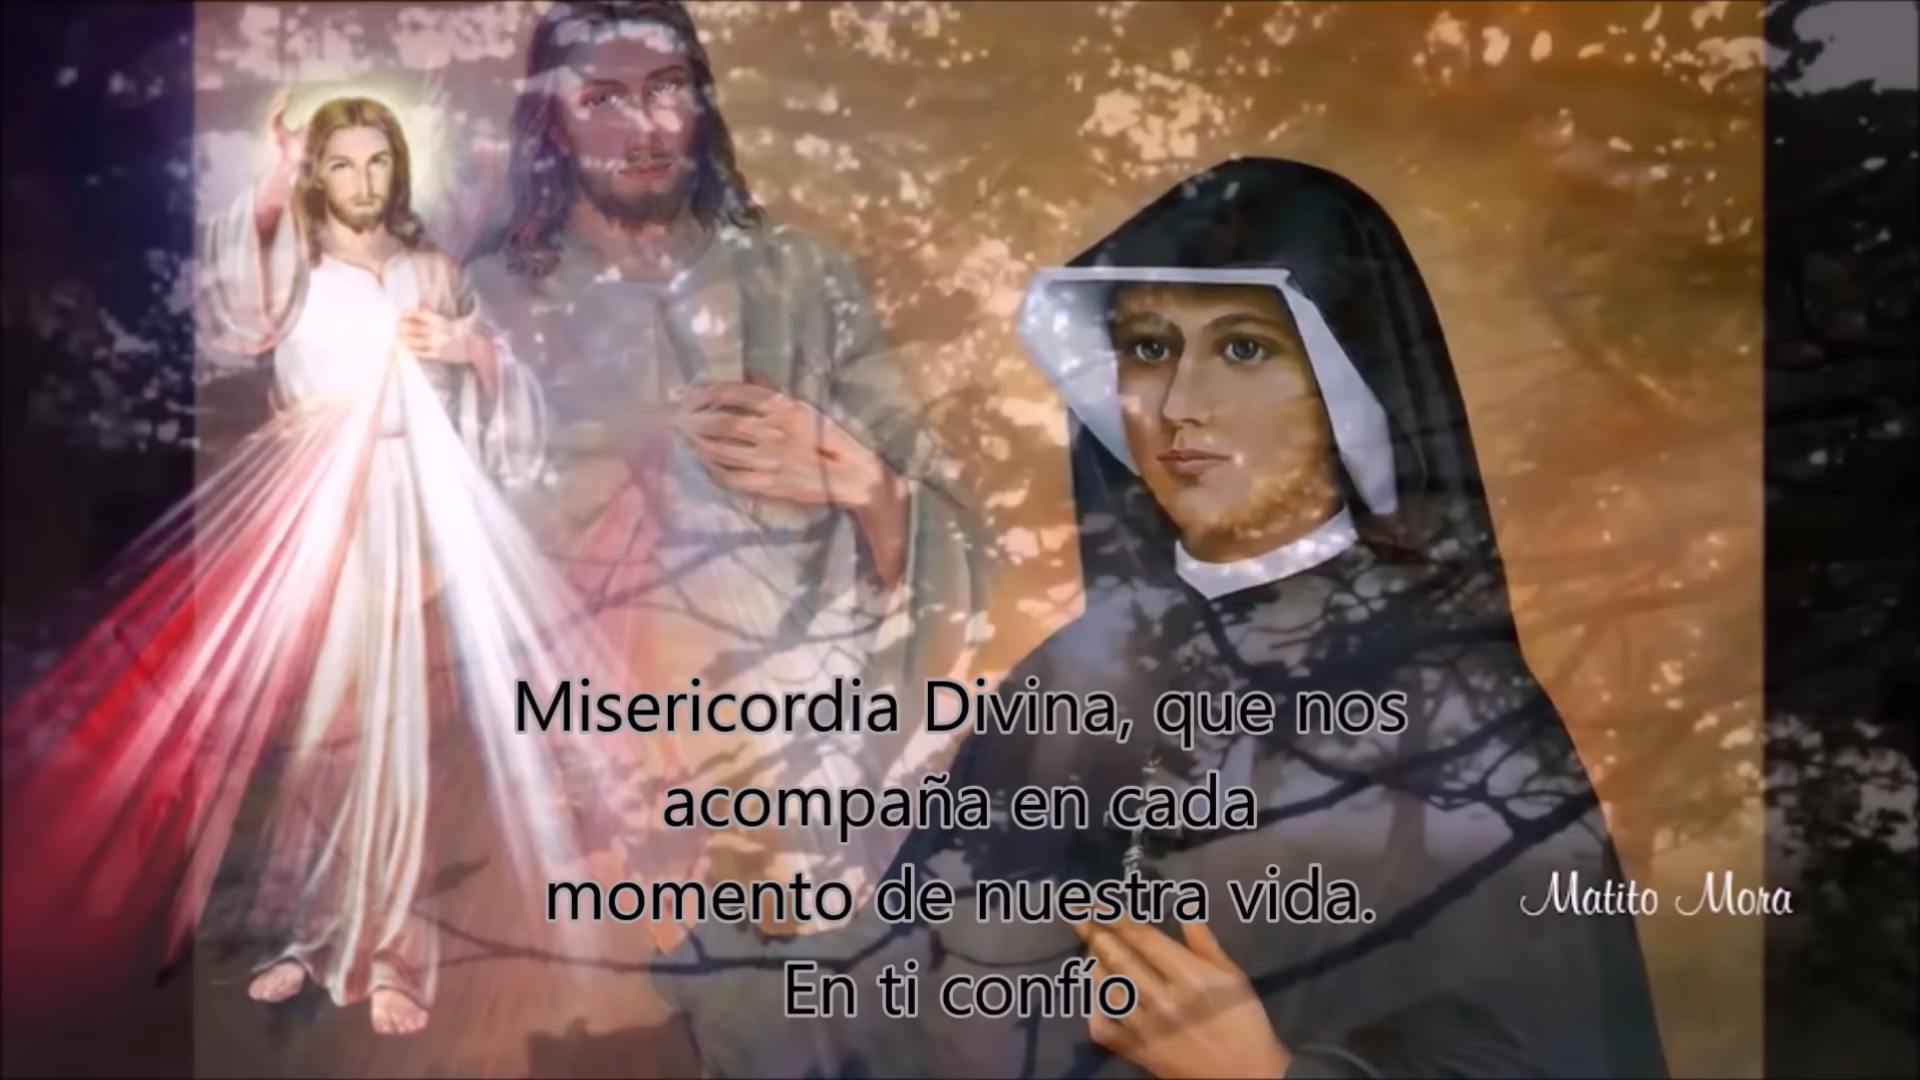 Misericordia Divina, que nos
acompaña en cada
momento de nuestra vida.
En ti confío
Matito Mora